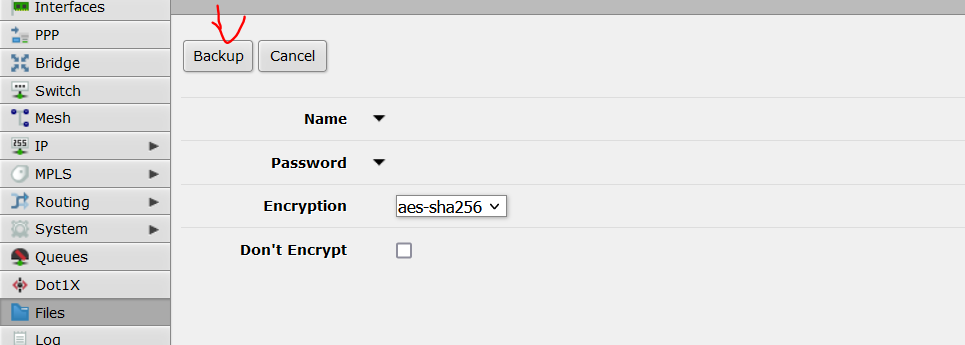 Interfaces
PPP
Bridge
Switch
Mesh
255 IP
MPLS
Routing
System
Queues
Dot1X
Files
Log
Backup Cancel
Name
Password
Encryption aes-sha256
Don't Encrypt